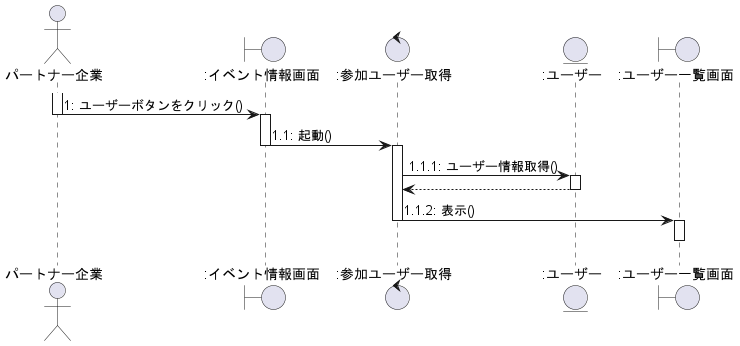 パートナー企業
:イベント情報画面
:参加ユーザー取得
:ユーザー
:ユーザー一覧画面
1: ユーザーボタンをクリック()
1.1: 起動()
1.1.1: ユーザー情報取得()
1.1.2: 表示()
パートナー企業
:イベント情報画面
:参加ユーザー取得
:ユーザー
:ユーザー一覧画面